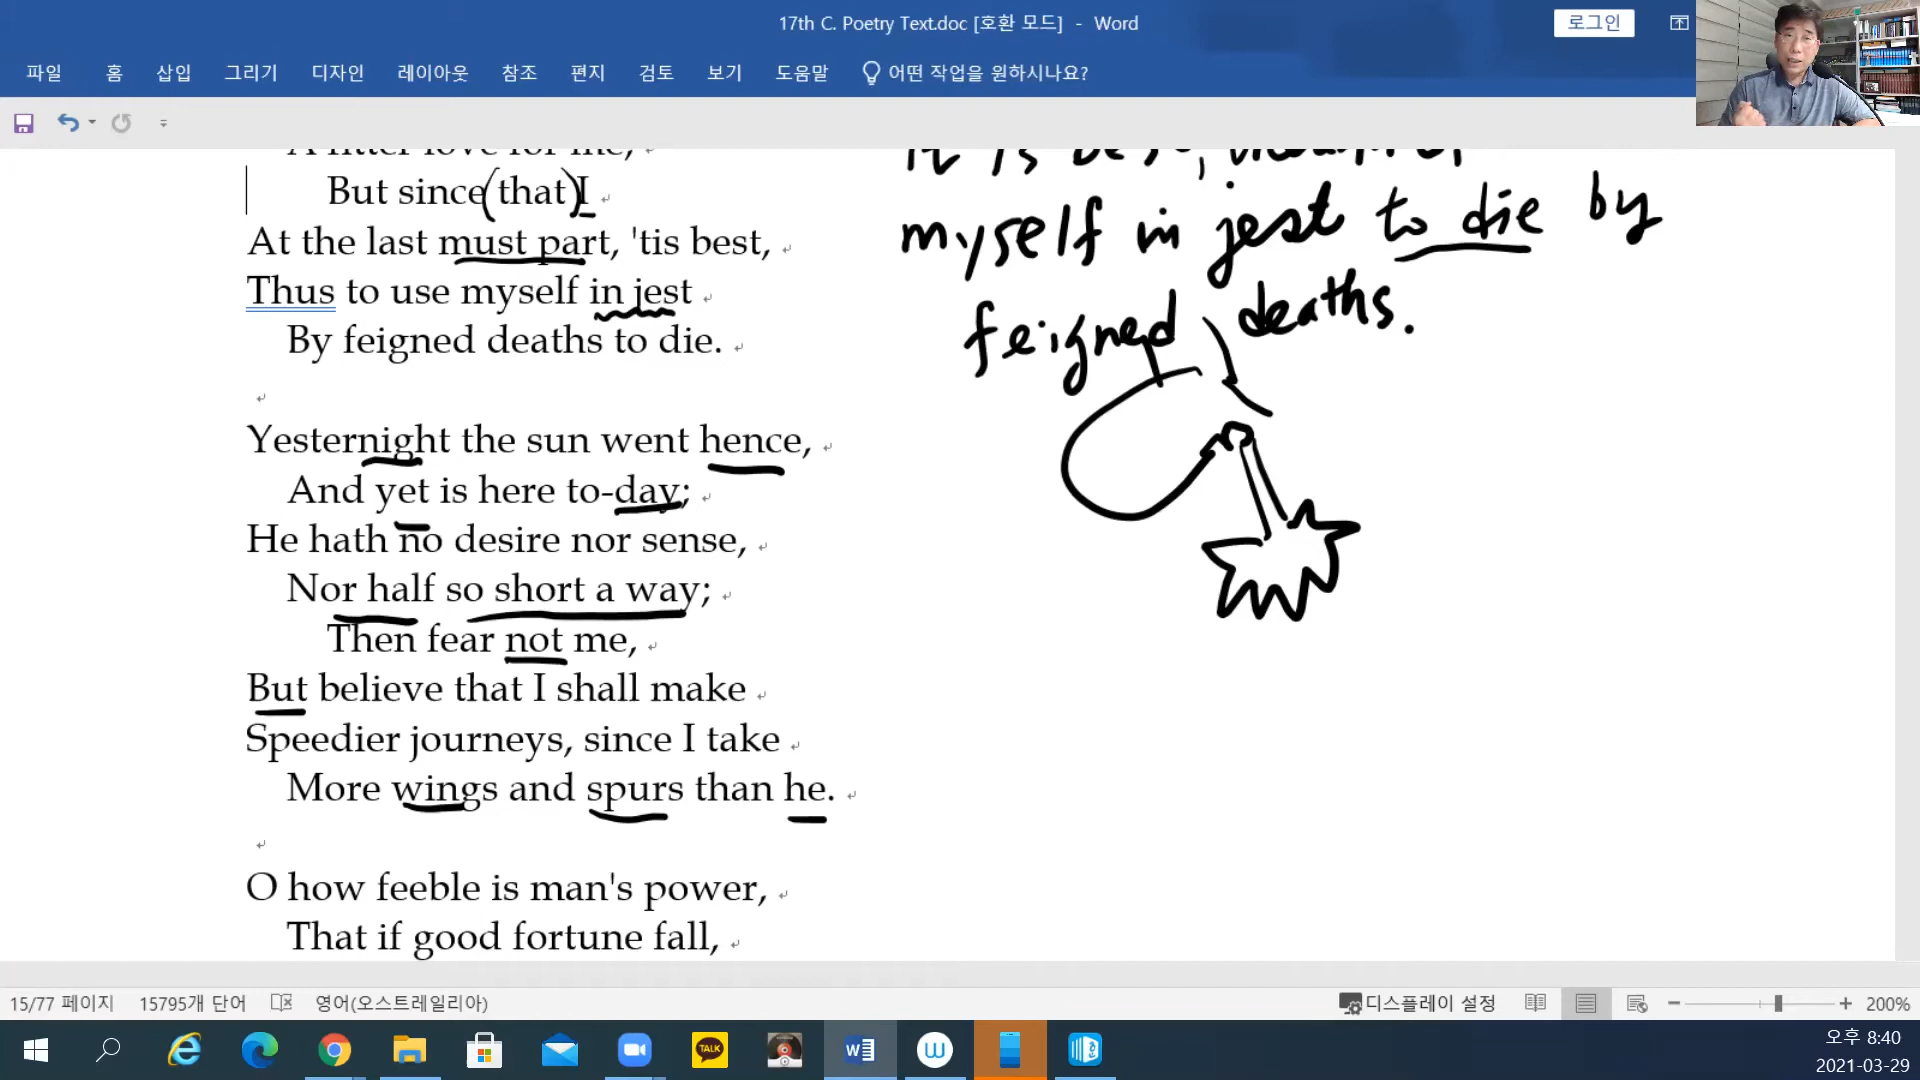 17th C. Poetry Text.doc [호환 모드] - Word
로그인
파일 홈 삽입 그리기 디자인 레이아웃 참조 편지 검토 보기 도움말 어떤 작업을 원하시나요?
A fitter love for me,
But since (that) I
At the last must part, 'tis best,
Thus to use myself in jest
By feigned deaths to die.
Yesternight the sun went hence,
And yet is here to-day;
He hath no desire nor sense,
Nor half so short a way;
Then fear not me,
But believe that I shall make
Speedier journeys, since I take
More wings and spurs than he.
O how feeble is man's power,
That if good fortune fall,
it is best,
myself in jest to die by
feigned deaths.
15/77 페이지 15795개 단어 영어(오스트레일리아) 디스플레이 설정 200%
TALK
오후 8:40
2021-03-29